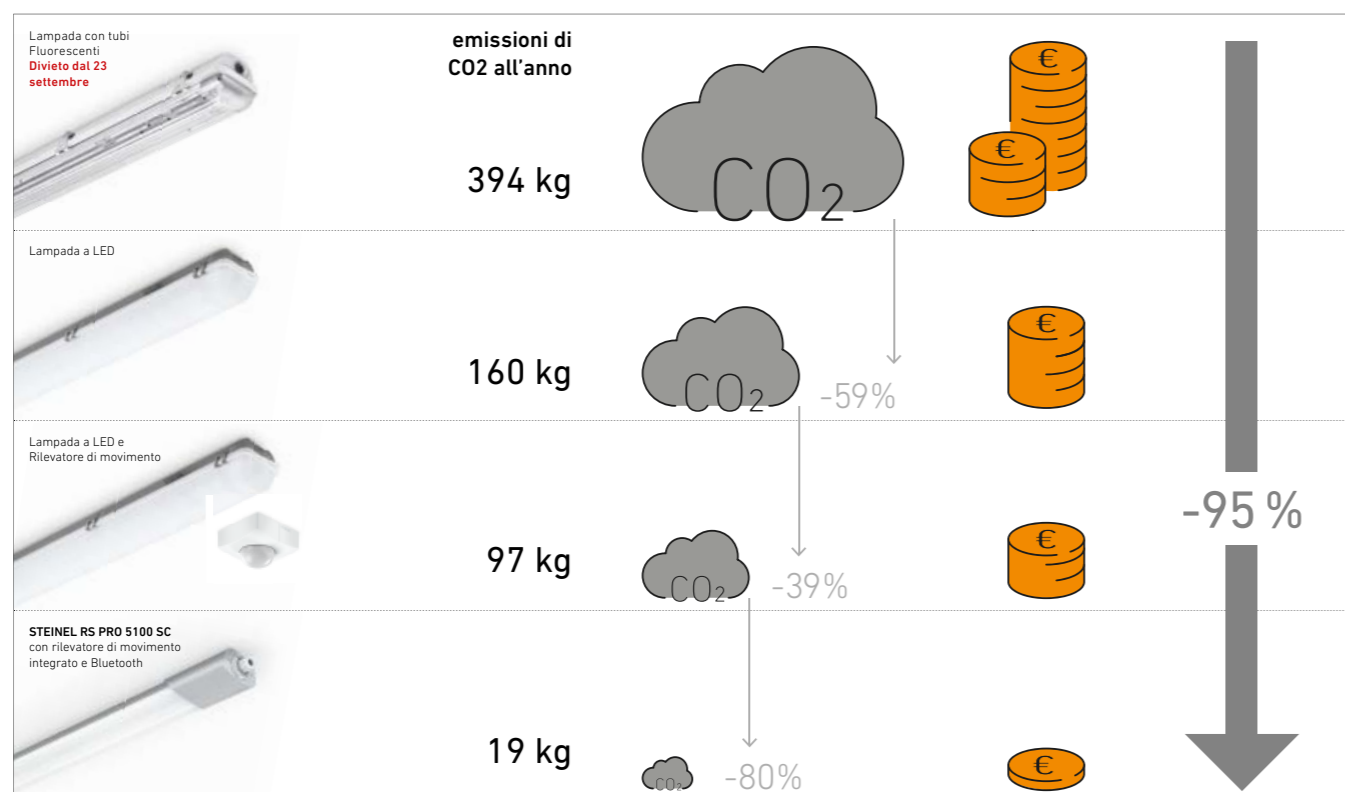 Lampada con tubi
Fluorescenti
Divieto dal 23
settembre
emissioni di
CO2 all'anno
394 kg
CO₂
€
€
Lampada a LED
160 kg
CO₂
-59%
€
Lampada a LED e
Rilevatore di movimento
97 kg
CO₂
-39%
€
-95 %
STEINEL RS PRO 5100 SC
con rilevatore di movimento
integrato e Bluetooth
19 kg
CO₂
-80%
€